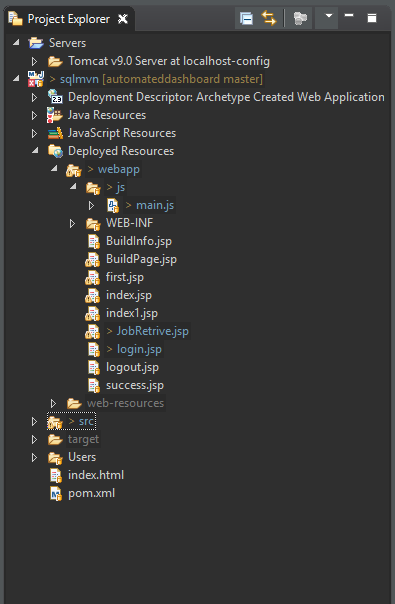 Project Explorer
Servers
Tomcat v9.0 Server at localhost-config
> sqlmvn [automateddashboard master]
Deployment Descriptor: Archetype Created Web Application
Java Resources
JavaScript Resources
Deployed Resources
> webapp
> js
> main.js
WEB-INF
BuildInfo.jsp
BuildPage.jsp
first.jsp
index.jsp
index1.jsp
> JobRetrive.jsp
> login.jsp
logout.jsp
success.jsp
web-resources
> src
target
Users
index.html
pom.xml